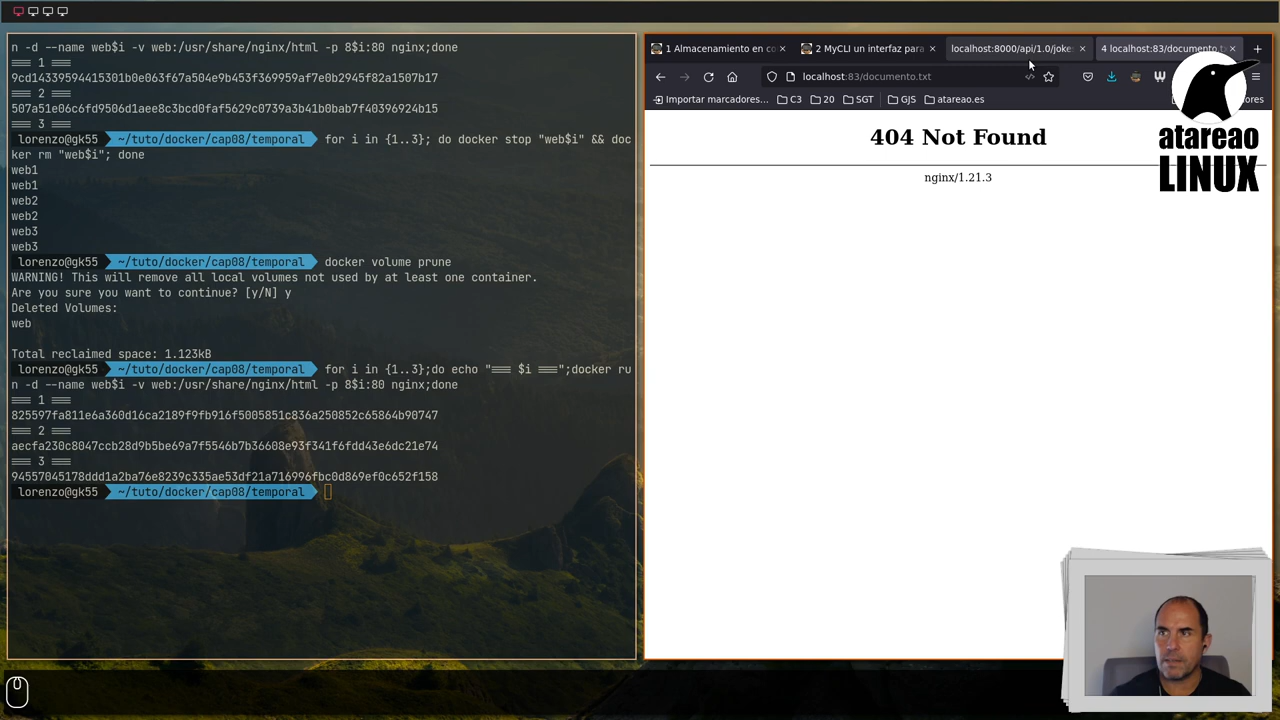 n -d --name web$i -v web:/usr/share/nginx/html -p 8$i:80 nginx;done
=== 1 ===
9cd14339594415301b0e063f67a504e9b453f369959af7e0b2945f82a1507b17
=== 2 ===
507a51e06c6fd9506d1aee8c3bcd0faf5629c0739a3b41b0bab7f40396924b15
=== 3 ===
lorenzo@gk55 ~/tuto/docker/cap08/temporal for i in {1..3}; do docker stop "web$i" && doc
ker rm "web$i"; done
web1
web1
web2
web2
web3
web3
lorenzo@gk55 ~/tuto/docker/cap08/temporal docker volume prune
WARNING! This will remove all local volumes not used by at least one container.
Are you sure you want to continue? [y/N] y
Deleted Volumes:
web
Total reclaimed space: 1.123kB
lorenzo@gk55 ~/tuto/docker/cap08/temporal for i in {1..3};do echo "=== $i ===";docker ru
n -d --name web$i -v web:/usr/share/nginx/html -p 8$i:80 nginx;done
=== 1 ===
825597fa811e6a360d16ca2189f9fb916f5005851c836a250852c65864b90747
=== 2 ===
aecfa230c8047ccb28d9b5be69a7f5546b7b36608e93f341f6fdd43e6dc21e74
=== 3 ===
94557045178ddd1a2ba76e8239c335ae53df21a716996fbc0d869ef0c652f158
lorenzo@gk55 ~/tuto/docker/cap08/temporal
1 Almacenamiento en co
2 MyCLI un interfaz para
localhost:8000/api/1.0/joke
4 localhost:83/documento.t
localhost:83/documento.txt
Importar marcadores... C3 20 SGT GJS atareao.es
404 Not Found
nginx/1.21.3
atareao
LINUX